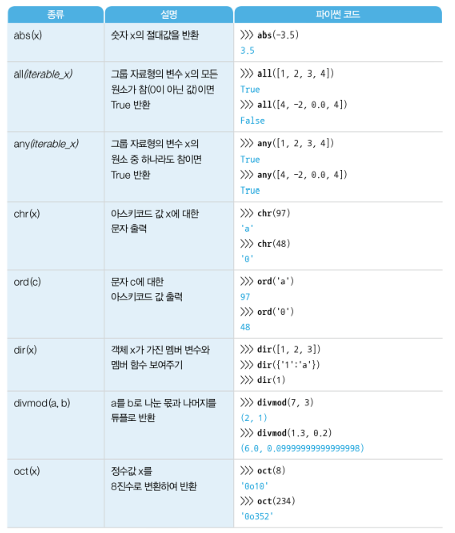 종류 설명 파이썬 코드
abs(x) 숫자 x의 절대값을 반환 >>> abs(-3.5)
3.5
all(iterable_x) 그룹 자료형의 변수 x의 모든 >>> all([1, 2, 3, 4])
원소가 참(0이 아닌 값)이면 True
True 반환 >>> all([4, -2, 0.0, 4])
False
any(iterable_x) 그룹 자료형의 변수 x의 >>> any([1, 2, 3, 4])
원소 중 하나라도 참이면 True
True 반환 >>> any([4, -2, 0.0, 4])
True
chr(x) 아스키코드 값 x에 대한 >>> chr(97)
문자 출력 'a'
>>> chr(48)
'0'
ord(c) 문자 c에 대한 >>> ord('a')
아스키코드 값 출력 97
>>> ord('0')
48
dir(x) 객체 x가 가진 멤버 변수와 >>> dir([1, 2, 3])
멤버 함수 보여주기 >>> dir({'1':'a'})
>>> dir(1)
divmod(a, b) a를 b로 나눈 몫과 나머지를 >>> divmod(7, 3)
튜플로 반환 (2, 1)
>>> divmod(1.3, 0.2)
(6.0, 0.09999999999999998)
oct(x) 정수값 x를 >>> oct(8)
8진수로 변환하여 반환 '0o10'
>>> oct(234)
'0o352'